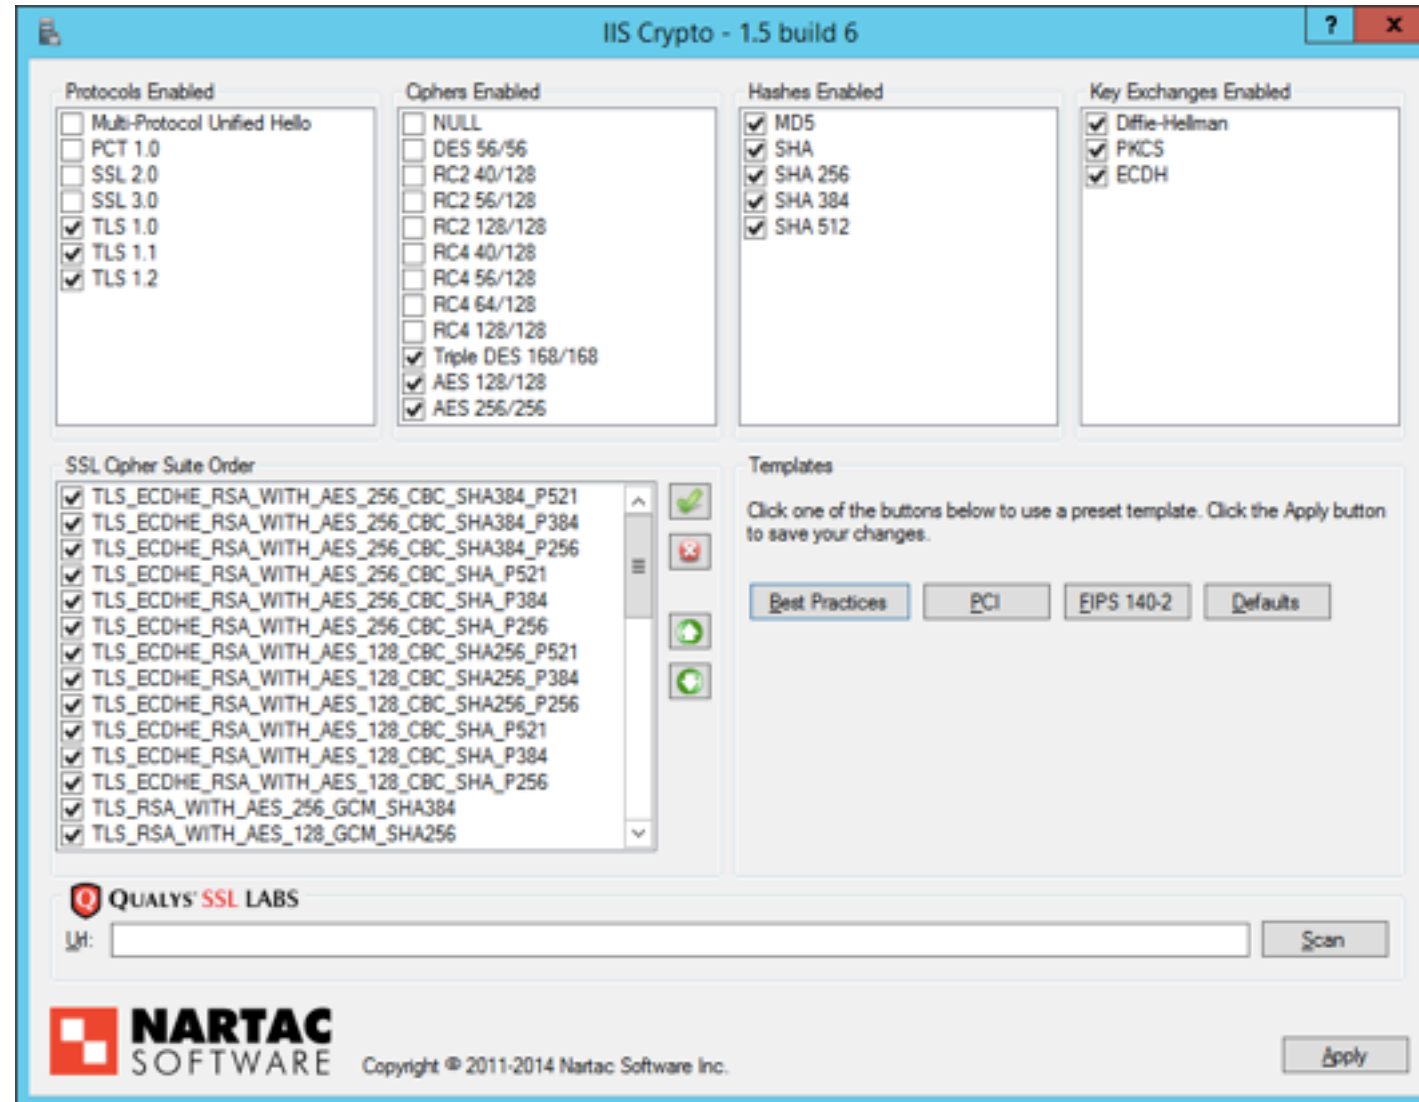 IIS Crypto - 1.5 build 6
?
x
Protocols Enabled
Multi-Protocol Unified Hello
PCT 1.0
SSL 2.0
SSL 3.0
TLS 1.0
TLS 1.1
TLS 1.2
Ciphers Enabled
NULL
DES 56/56
RC2 40/128
RC2 56/128
RC2 128/128
RC4 40/128
RC4 56/128
RC4 64/128
RC4 128/128
Triple DES 168/168
AES 128/128
AES 256/256
Hashes Enabled
MD5
SHA
SHA 256
SHA 384
SHA 512
Key Exchanges Enabled
Diffie-Hellman
PKCS
ECDH
SSL Cipher Suite Order
TLS_ECDHE_RSA_WITH_AES_256_CBC_SHA384_P521
TLS_ECDHE_RSA_WITH_AES_256_CBC_SHA384_P384
TLS_ECDHE_RSA_WITH_AES_256_CBC_SHA384_P256
TLS_ECDHE_RSA_WITH_AES_256_CBC_SHA_P521
TLS_ECDHE_RSA_WITH_AES_256_CBC_SHA_P384
TLS_ECDHE_RSA_WITH_AES_256_CBC_SHA_P256
TLS_ECDHE_RSA_WITH_AES_128_CBC_SHA256_P521
TLS_ECDHE_RSA_WITH_AES_128_CBC_SHA256_P384
TLS_ECDHE_RSA_WITH_AES_128_CBC_SHA256_P256
TLS_ECDHE_RSA_WITH_AES_128_CBC_SHA_P521
TLS_ECDHE_RSA_WITH_AES_128_CBC_SHA_P384
TLS_ECDHE_RSA_WITH_AES_128_CBC_SHA_P256
TLS_RSA_WITH_AES_256_GCM_SHA384
TLS_RSA_WITH_AES_128_GCM_SHA256
Templates
Click one of the buttons below to use a preset template. Click the Apply button
to save your changes.
Best Practices
PCI
FIPS 140-2
Defaults
Q QUALYS' SSL LABS
Url:
Scan
NARTAC
SOFTWARE
Copyright © 2011-2014 Nartac Software Inc.
Apply